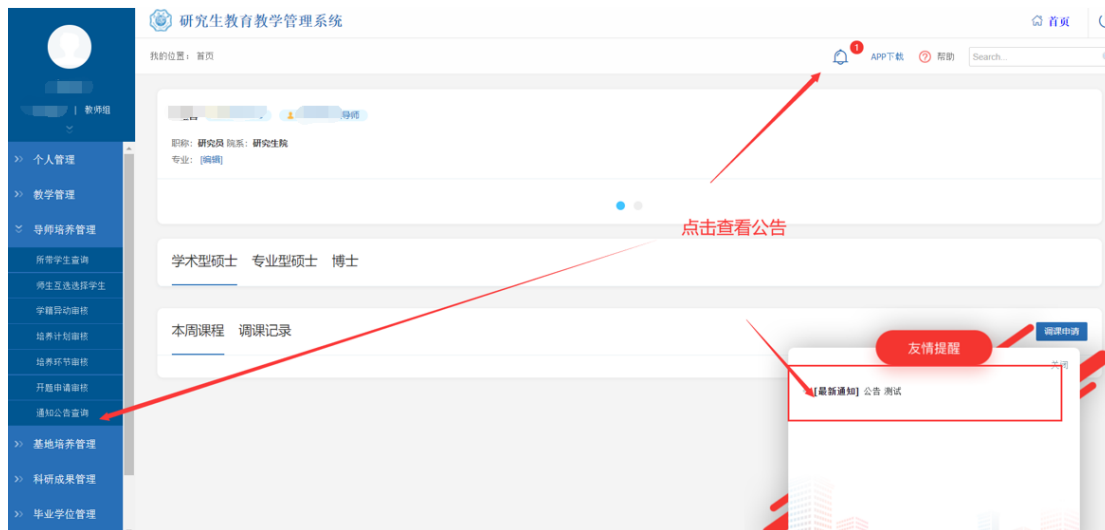 研究生教育教学管理系统
首页
我的位置: 首页
1
APP下载
帮助
Search...
| 教师组
导师
职称: 研究员 院系: 研究生院
专业: [编辑]
个人管理
教学管理
导师培养管理
所带学生查询
师生互选选择学生
学籍异动审核
培养计划审核
培养环节审核
开题申请审核
通知公告查询
基地培养管理
科研成果管理
毕业学位管理
点击查看公告
学术型硕士 专业型硕士 博士
本周课程 调课记录
调课申请
友情提醒
关闭
[最新通知] 公告 测试